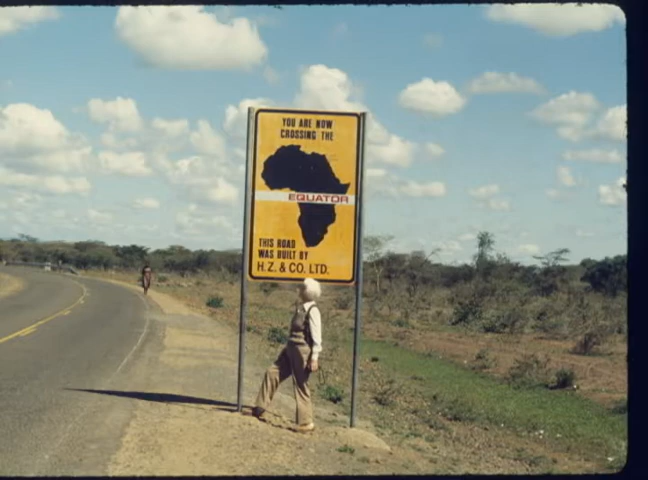 YOU ARE NOW
CROSSING THE
EQUATOR
THIS ROAD
WAS BUILT BY
H.Z. & CO. LTD.